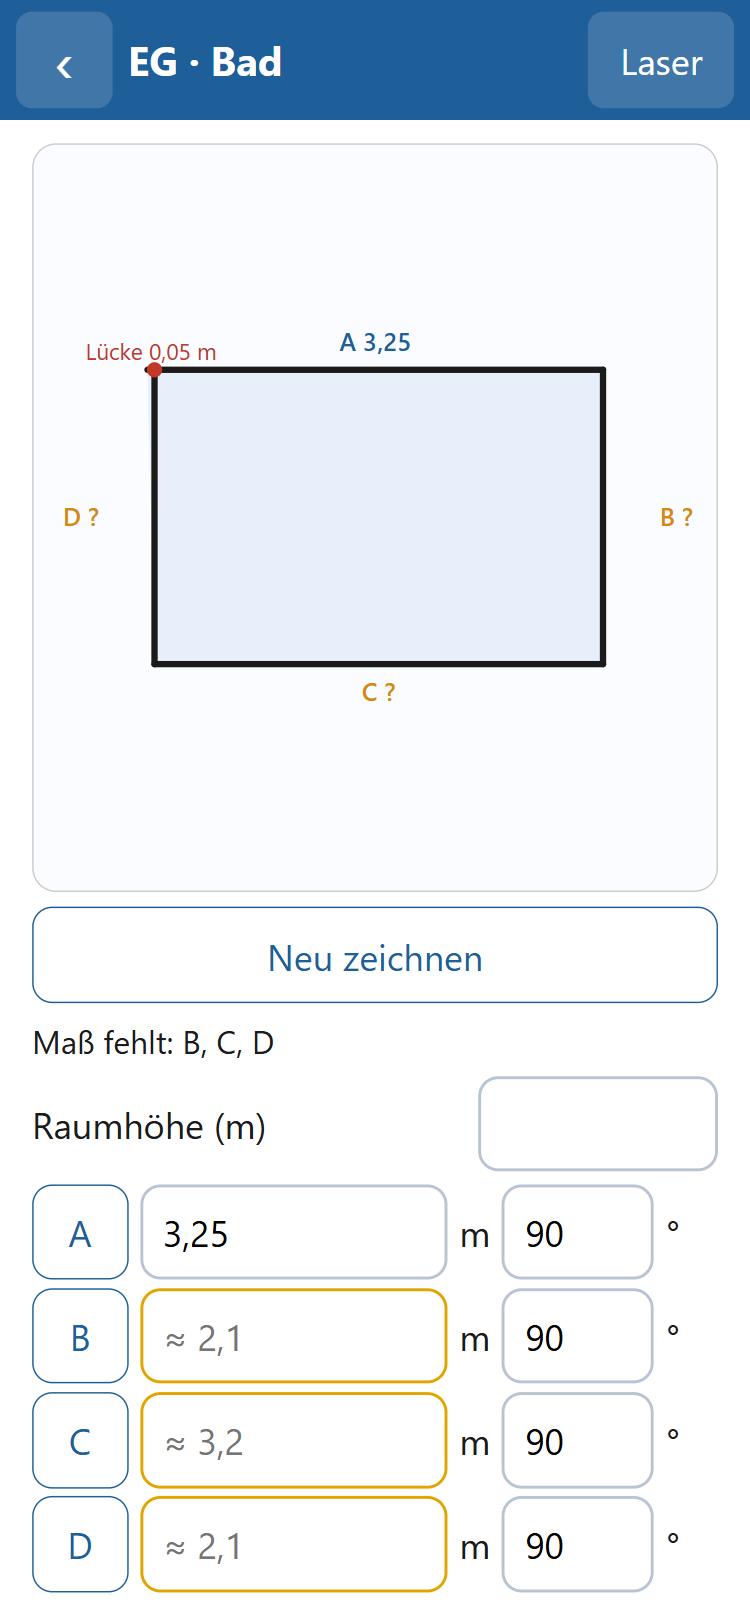 ‹ EG · Bad Laser
A 3,25
Lücke 0,05 m
D ?
B ?
C ?
Neu zeichnen
Maß fehlt: B, C, D
Raumhöhe (m)
A 3,25 m 90 °
B ≈ 2,1 m 90 °
C ≈ 3,2 m 90 °
D ≈ 2,1 m 90 °